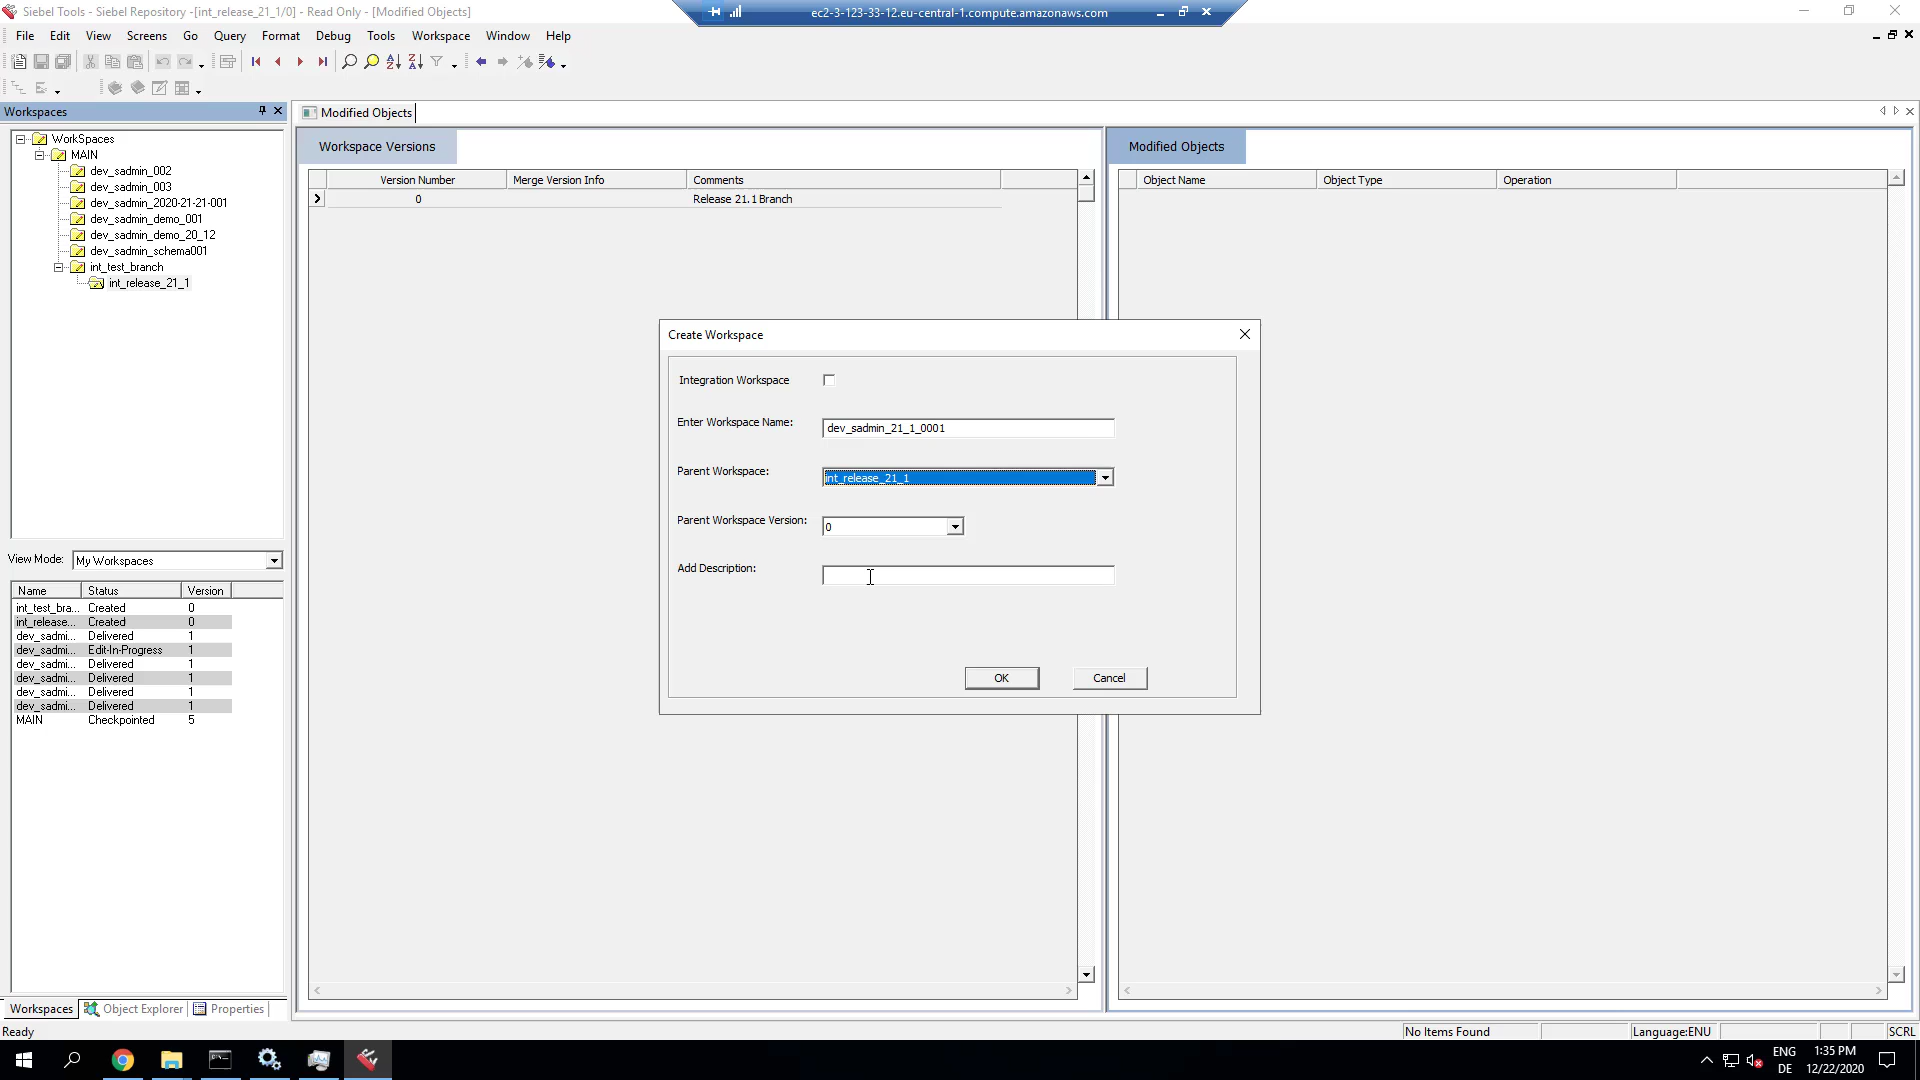 Siebel Tools - Siebel Repository -[int_release_21_1/0] - Read Only - [Modified Objects]
ec2-3-123-33-12.eu-central-1.compute.amazonaws.com
File Edit View Screens Go Query Format Debug Tools Workspace Window Help
Workspaces
Modified Objects
WorkSpaces
MAIN
dev_sadmin_002
dev_sadmin_003
dev_sadmin_2020-21-21-001
dev_sadmin_demo_001
dev_sadmin_demo_20_12
dev_sadmin_schema001
int_test_branch
int_release_21_1
View Mode: My Workspaces
Name Status Version
int_test_bra... Created 0
int_release... Created 0
dev_sadmi... Delivered 1
dev_sadmi... Edit-In-Progress 1
dev_sadmi... Delivered 1
dev_sadmi... Delivered 1
dev_sadmi... Delivered 1
dev_sadmi... Delivered 1
MAIN Checkpointed 5
Workspaces Object Explorer Properties
Workspace Versions
Version Number Merge Version Info Comments
0 Release 21.1 Branch
Modified Objects
Object Name Object Type Operation
Create Workspace
Integration Workspace
Enter Workspace Name: dev_sadmin_21_1_0001
Parent Workspace: int_release_21_1
Parent Workspace Version: 0
Add Description:
OK Cancel
Ready
No Items Found
Language:ENU
SCRL
ENG
DE
1:35 PM
12/22/2020